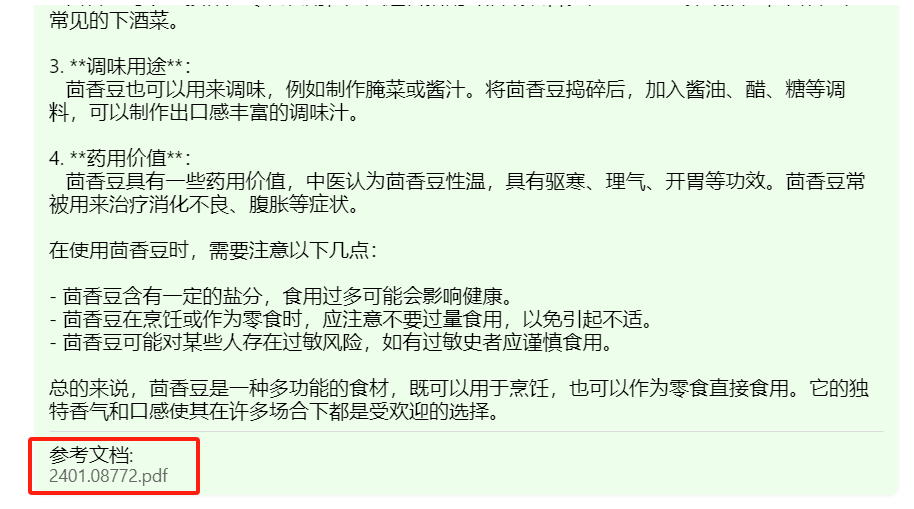 常见的下酒菜。
3. **调味用途**：
茴香豆也可以用来调味，例如制作腌菜或酱汁。将茴香豆捣碎后，加入酱油、醋、糖等调
料，可以制作出口感丰富的调味汁。
4. **药用价值**：
茴香豆具有一些药用价值，中医认为茴香豆性温，具有驱寒、理气、开胃等功效。茴香豆常
被用来治疗消化不良、腹胀等症状。
在使用茴香豆时，需要注意以下几点：
- 茴香豆含有一定的盐分，食用过多可能会影响健康。
- 茴香豆在烹饪或作为零食时，应注意不要过量食用，以免引起不适。
- 茴香豆可能对某些人存在过敏风险，如有过敏史者应谨慎食用。
总的来说，茴香豆是一种多功能的食材，既可以用于烹饪，也可以作为零食直接食用。它的独
特香气和口感使其在许多场合下都是受欢迎的选择。
参考文档:
2401.08772.pdf